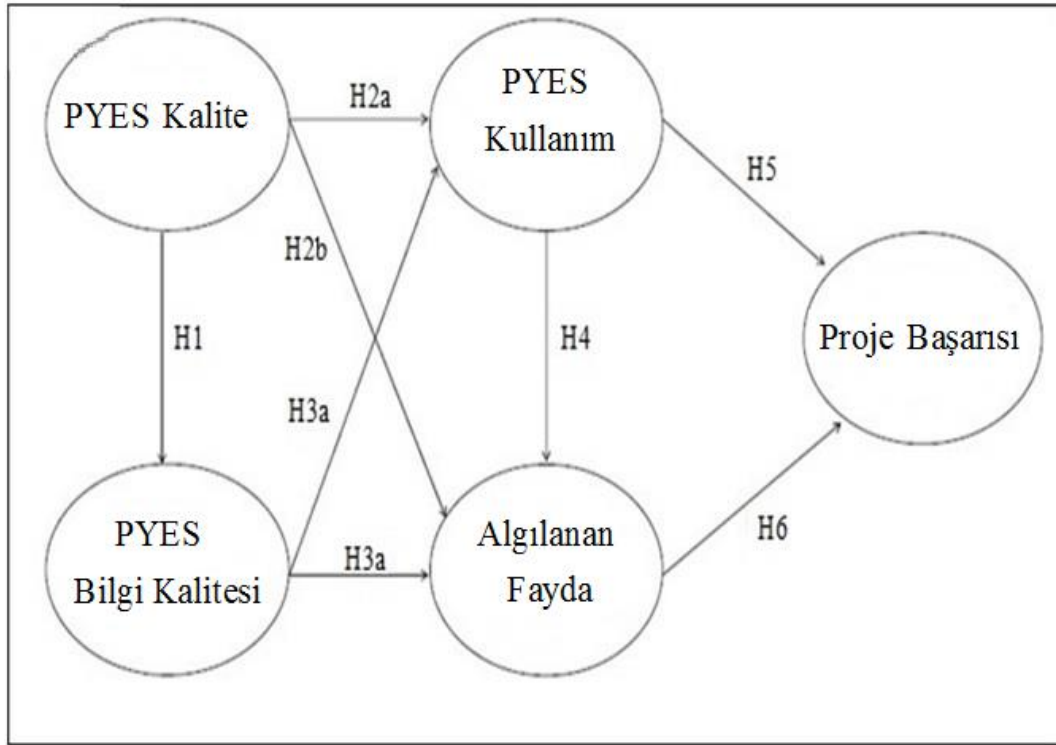 PYES Kalite
H2a
PYES
Kullanım
H5
H2b
H1
H4
Proje Başarısı
H3a
PYES
Bilgi Kalitesi
H3a
Algılanan
Fayda
H6